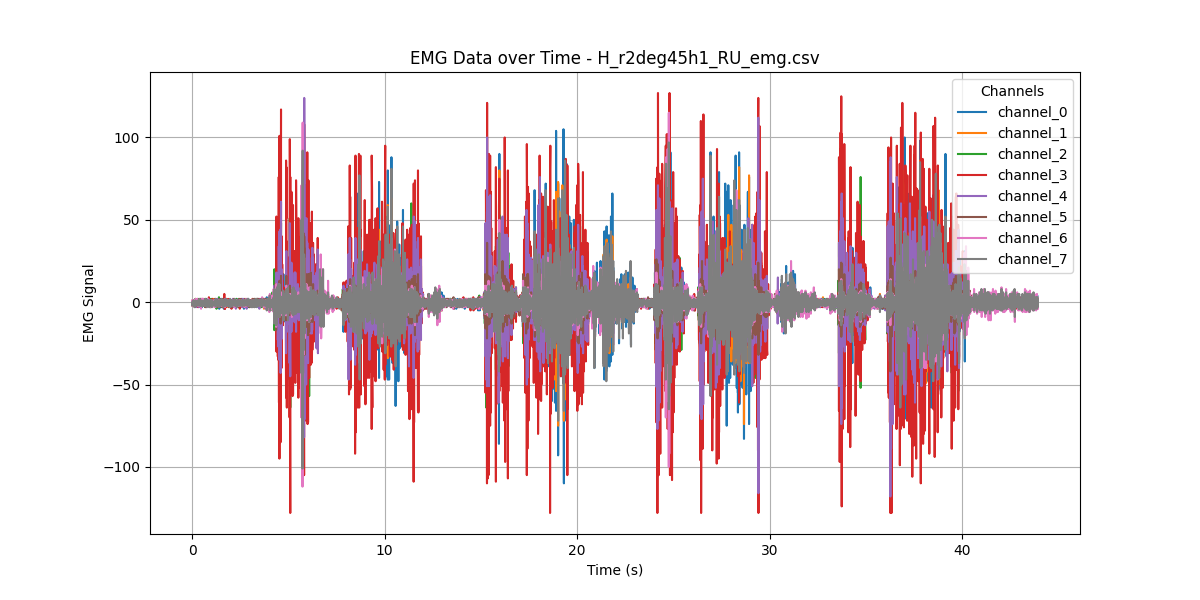 EMG Data over Time - H_r2deg45h1_RU_emg.csv
EMG Signal
100
50
0
−50
−100
Channels
channel_0
channel_1
channel_2
channel_3
channel_4
channel_5
channel_6
channel_7
0 10 20 30 40
Time (s)